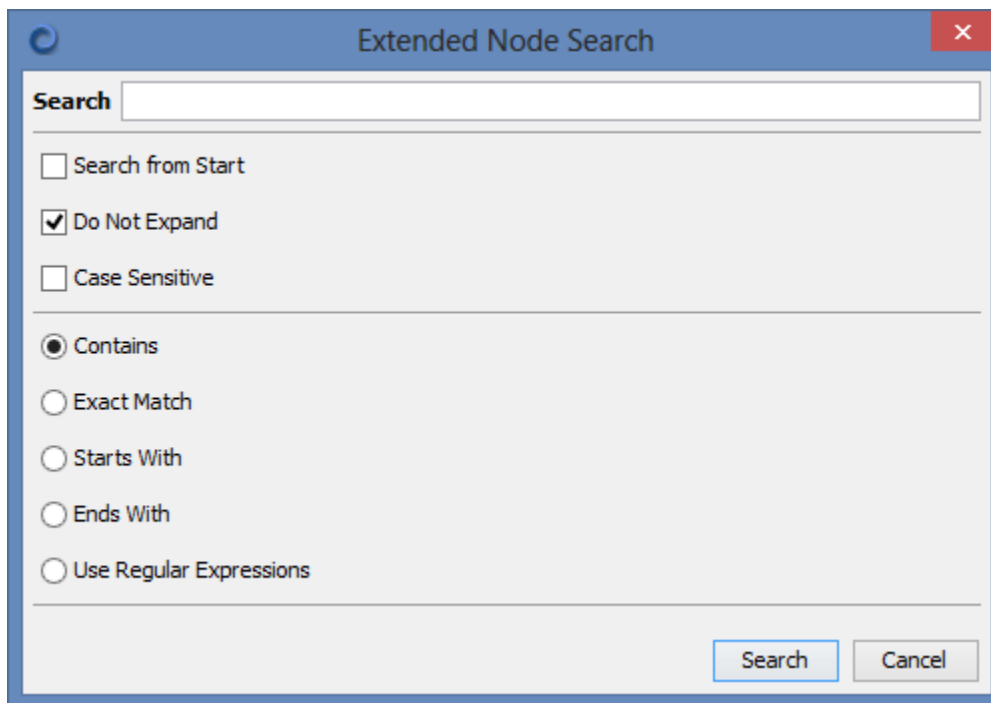 Extended Node Search
Search
Search from Start
Do Not Expand
Case Sensitive
Contains
Exact Match
Starts With
Ends With
Use Regular Expressions
Search Cancel